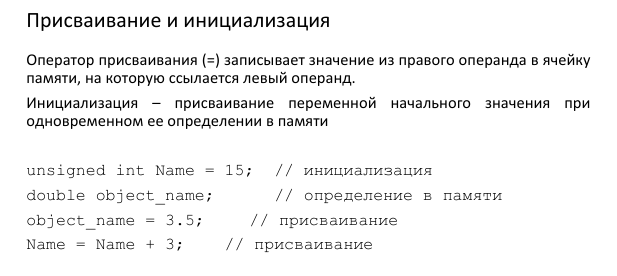 Присваивание и инициализация
Оператор присваивания (=) записывает значение из правого операнда в ячейку
памяти, на которую ссылается левый операнд.
Инициализация – присваивание переменной начального значения при
одновременном ее определении в памяти
unsigned int Name = 15;  // инициализация
double object_name;      // определение в памяти
object_name = 3.5;     // присваивание
Name = Name + 3;    // присваивание